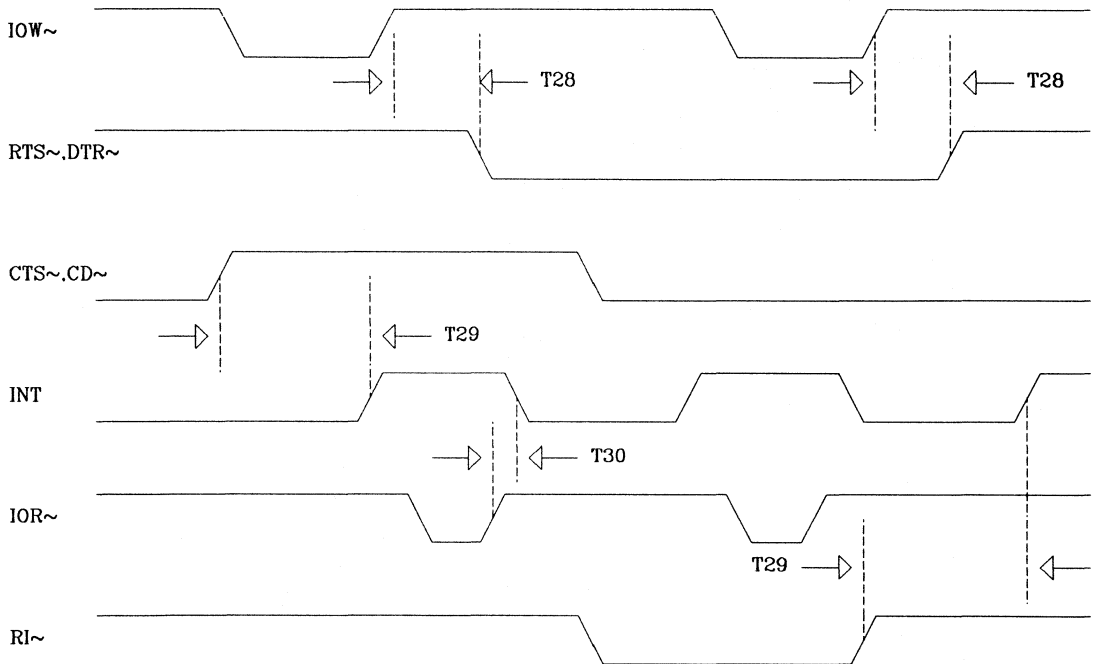 IOW~
T28
T28
RTS~,DTR~
CTS~,CD~
T29
INT
T30
IOR~
T29
RI~